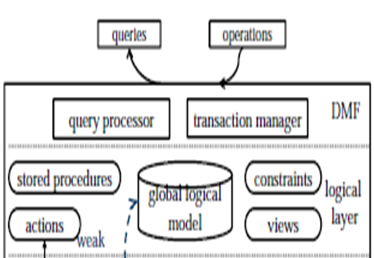 queries
operations
query processor
transaction manager
DMF
stored procedures
global logical
model
constraints
logical
layer
actions
views
weak